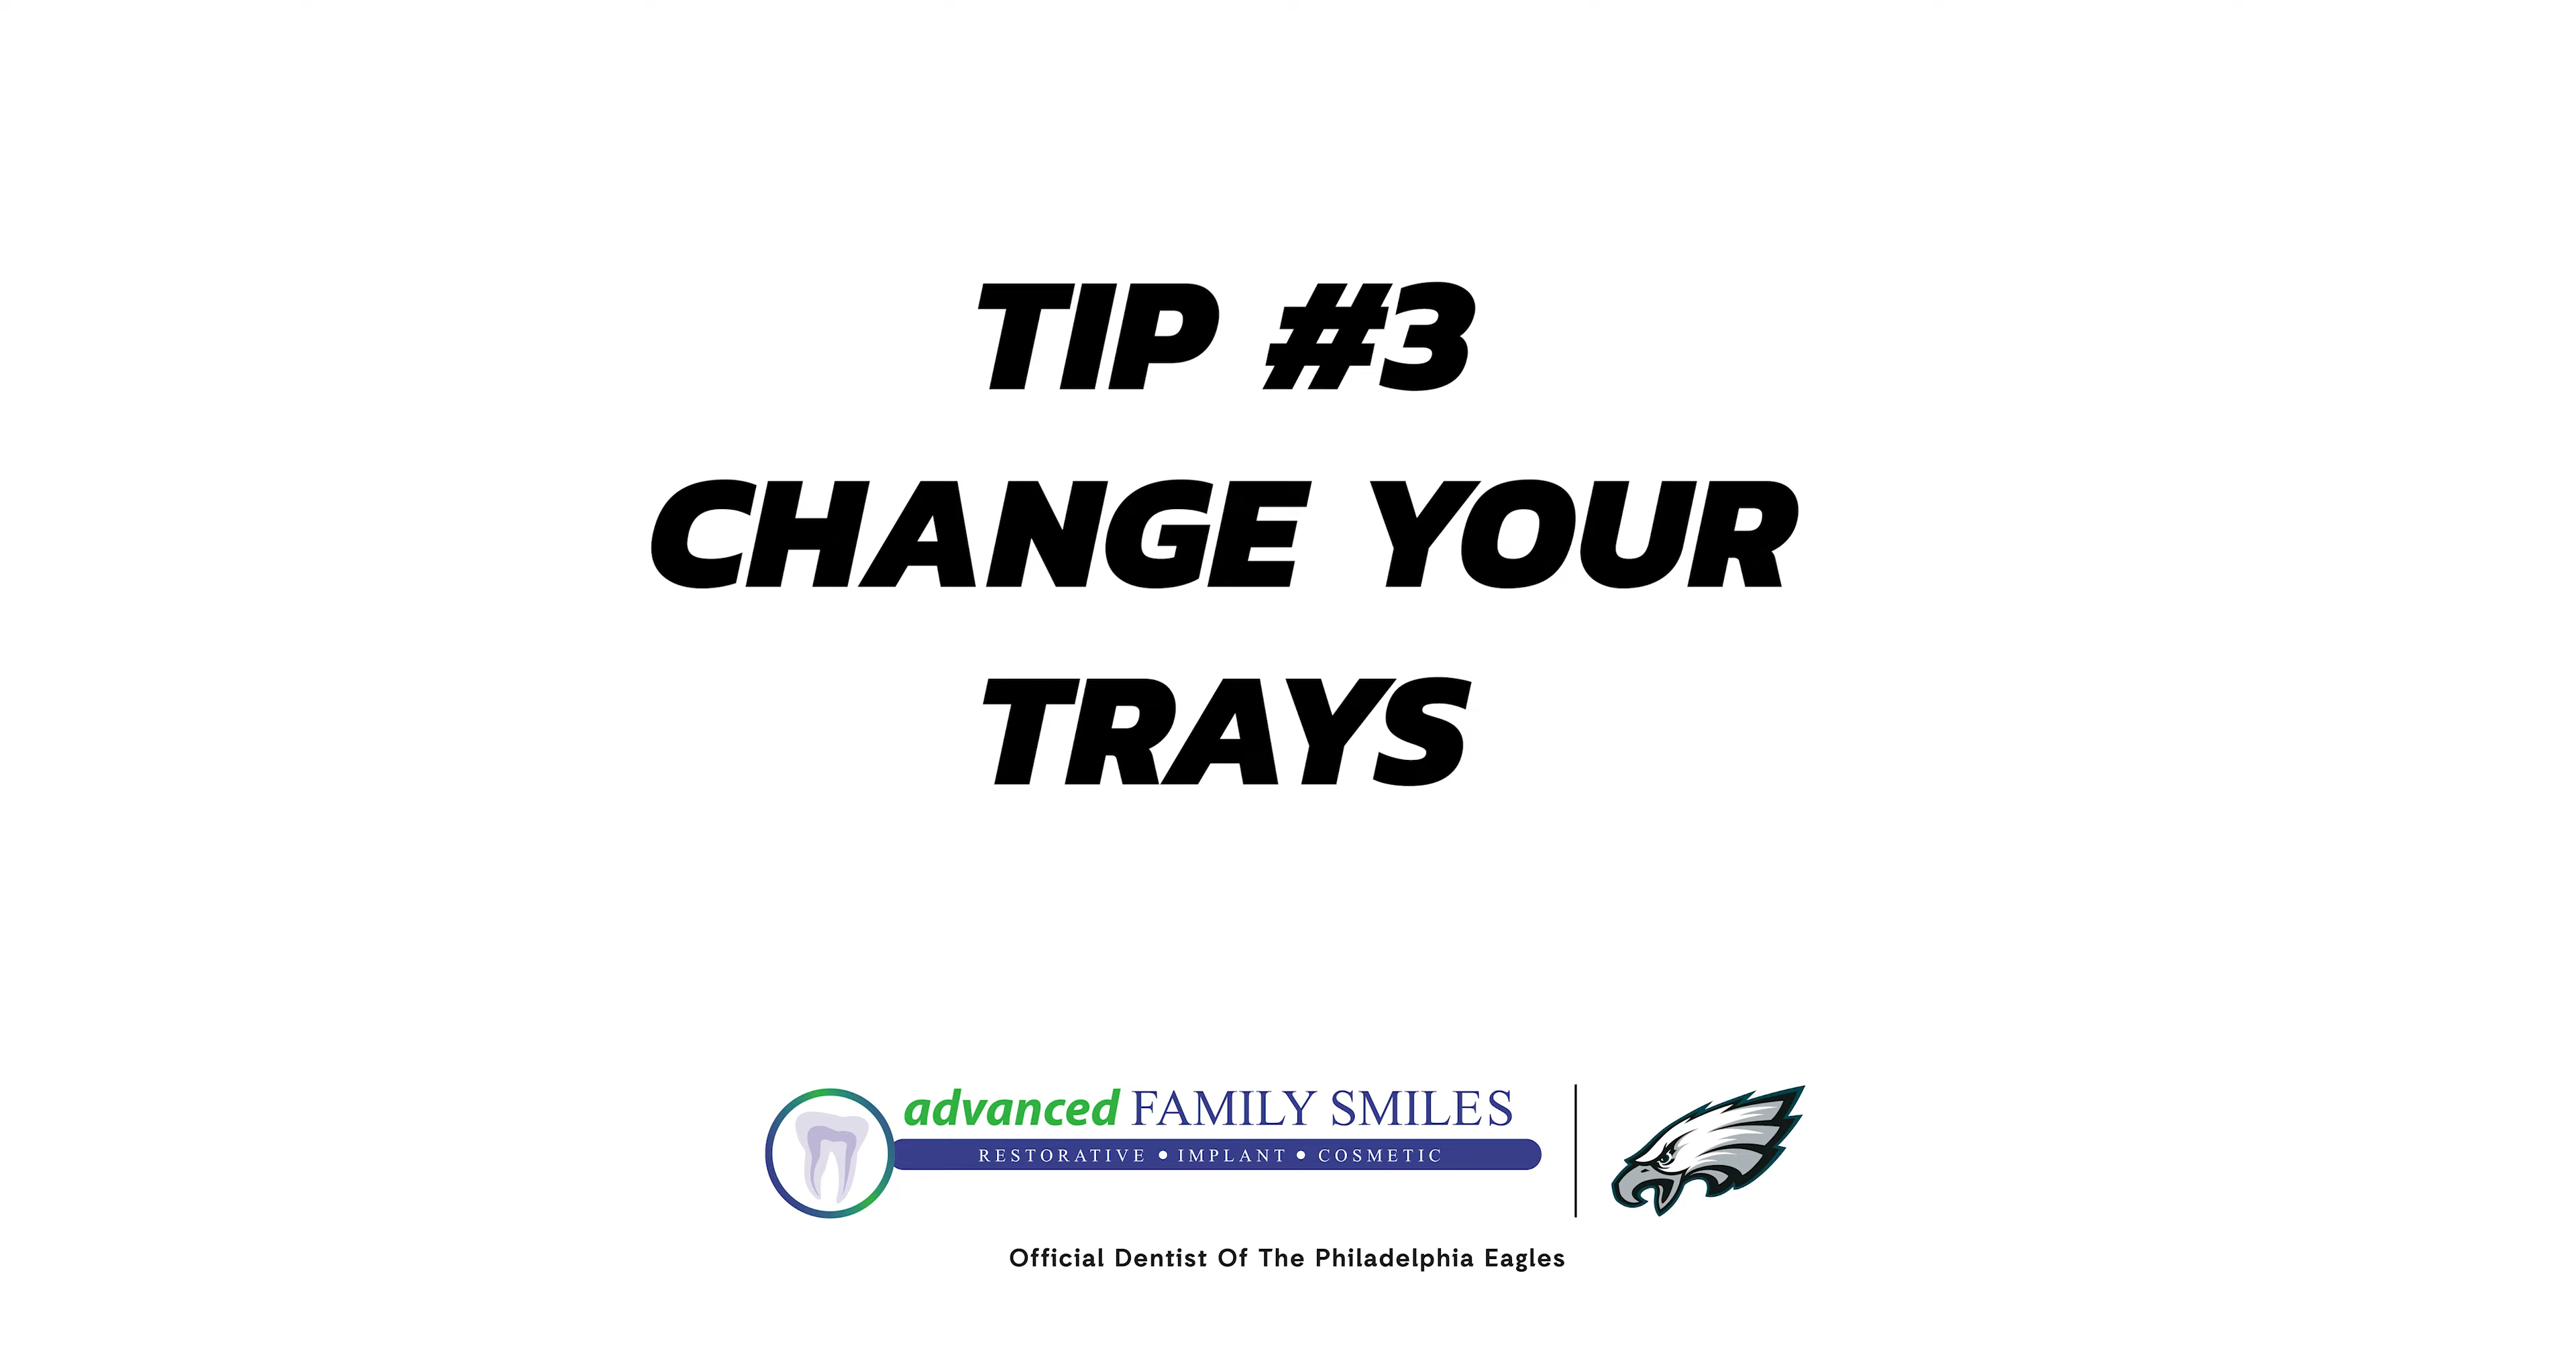 TIP #3
CHANGE YOUR
TRAYS
advanced FAMILY SMILES
RESTORATIVE • IMPLANT • COSMETIC
Official Dentist Of The Philadelphia Eagles